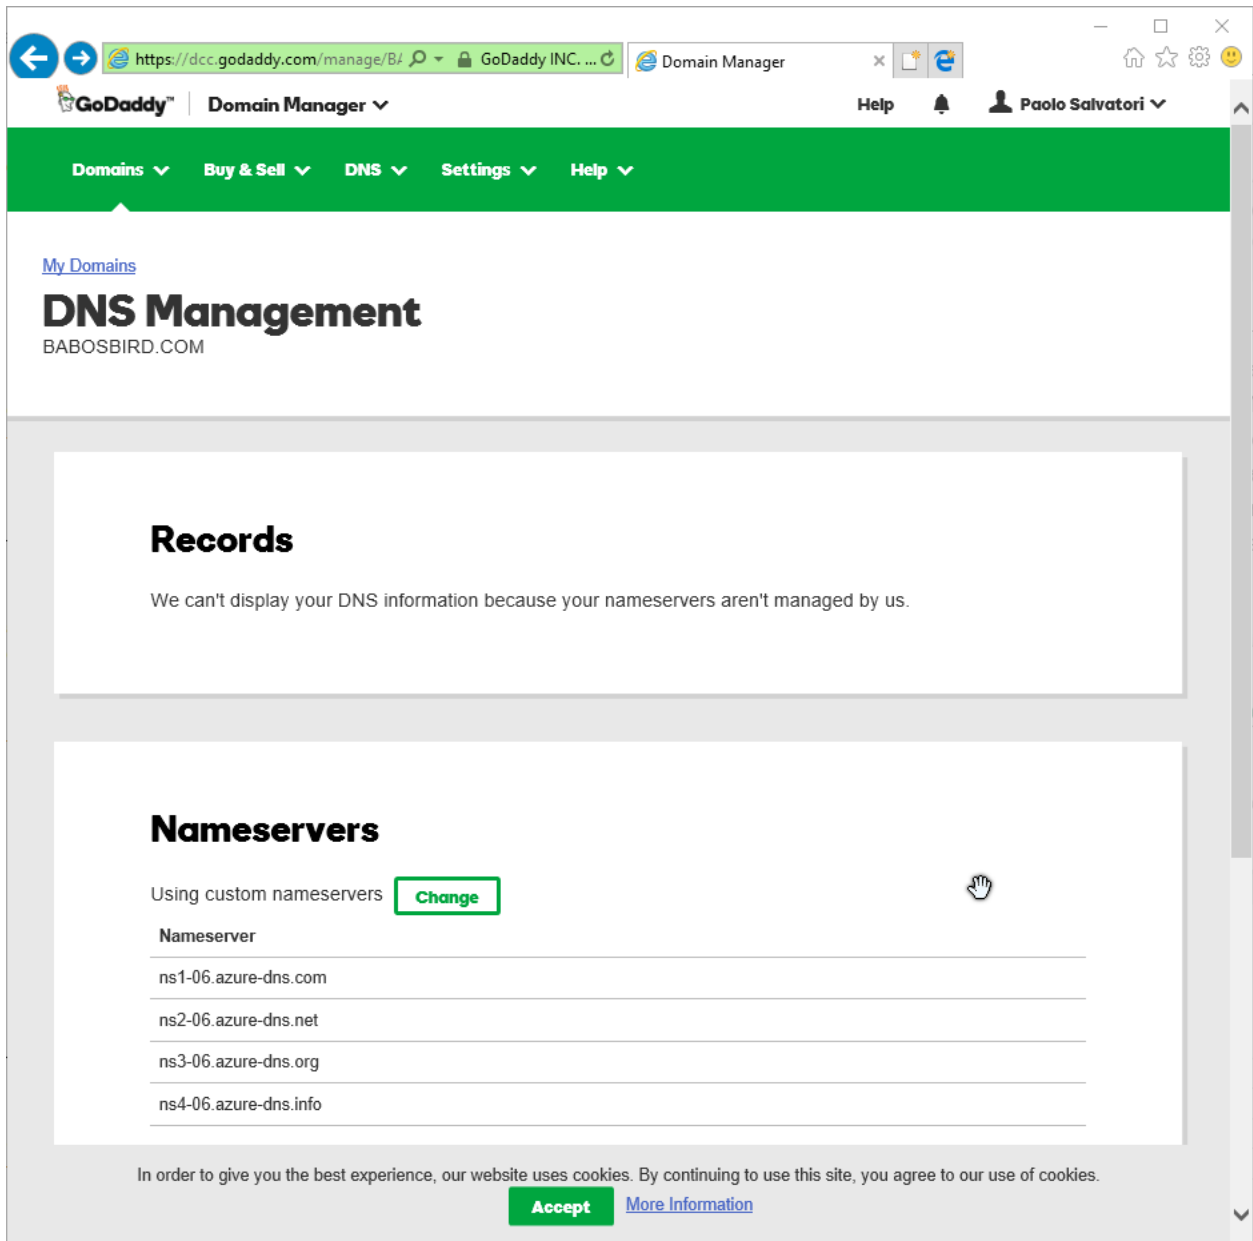 https://dcc.godaddy.com/manage/BA
GoDaddy INC. ...
Domain Manager
GoDaddy™
Domain Manager
Help
Paolo Salvatori
Domains
Buy & Sell
DNS
Settings
Help
My Domains
DNS Management
BABOSBIRD.COM
Records
We can't display your DNS information because your nameservers aren't managed by us.
Nameservers
Using custom nameservers
Change
Nameserver
ns1-06.azure-dns.com
ns2-06.azure-dns.net
ns3-06.azure-dns.org
ns4-06.azure-dns.info
In order to give you the best experience, our website uses cookies. By continuing to use this site, you agree to our use of cookies.
Accept
More Information